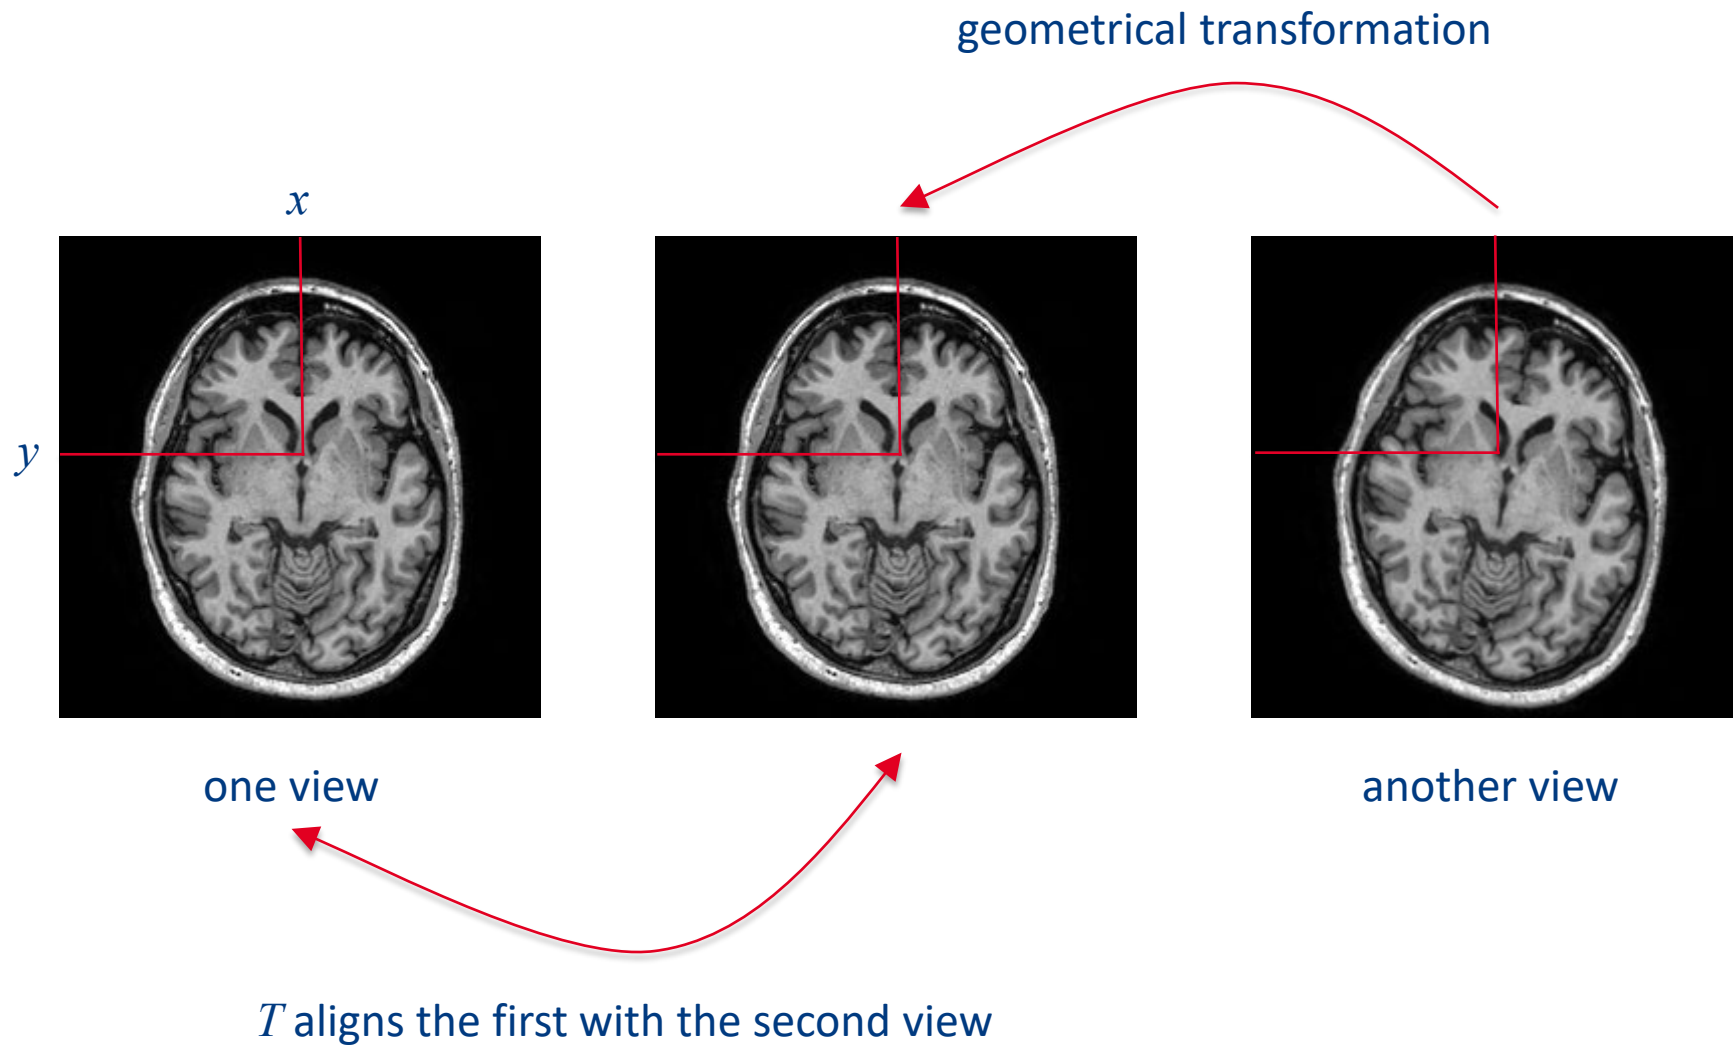 geometrical transformation
x
y
one view
another view
T aligns the first with the second view